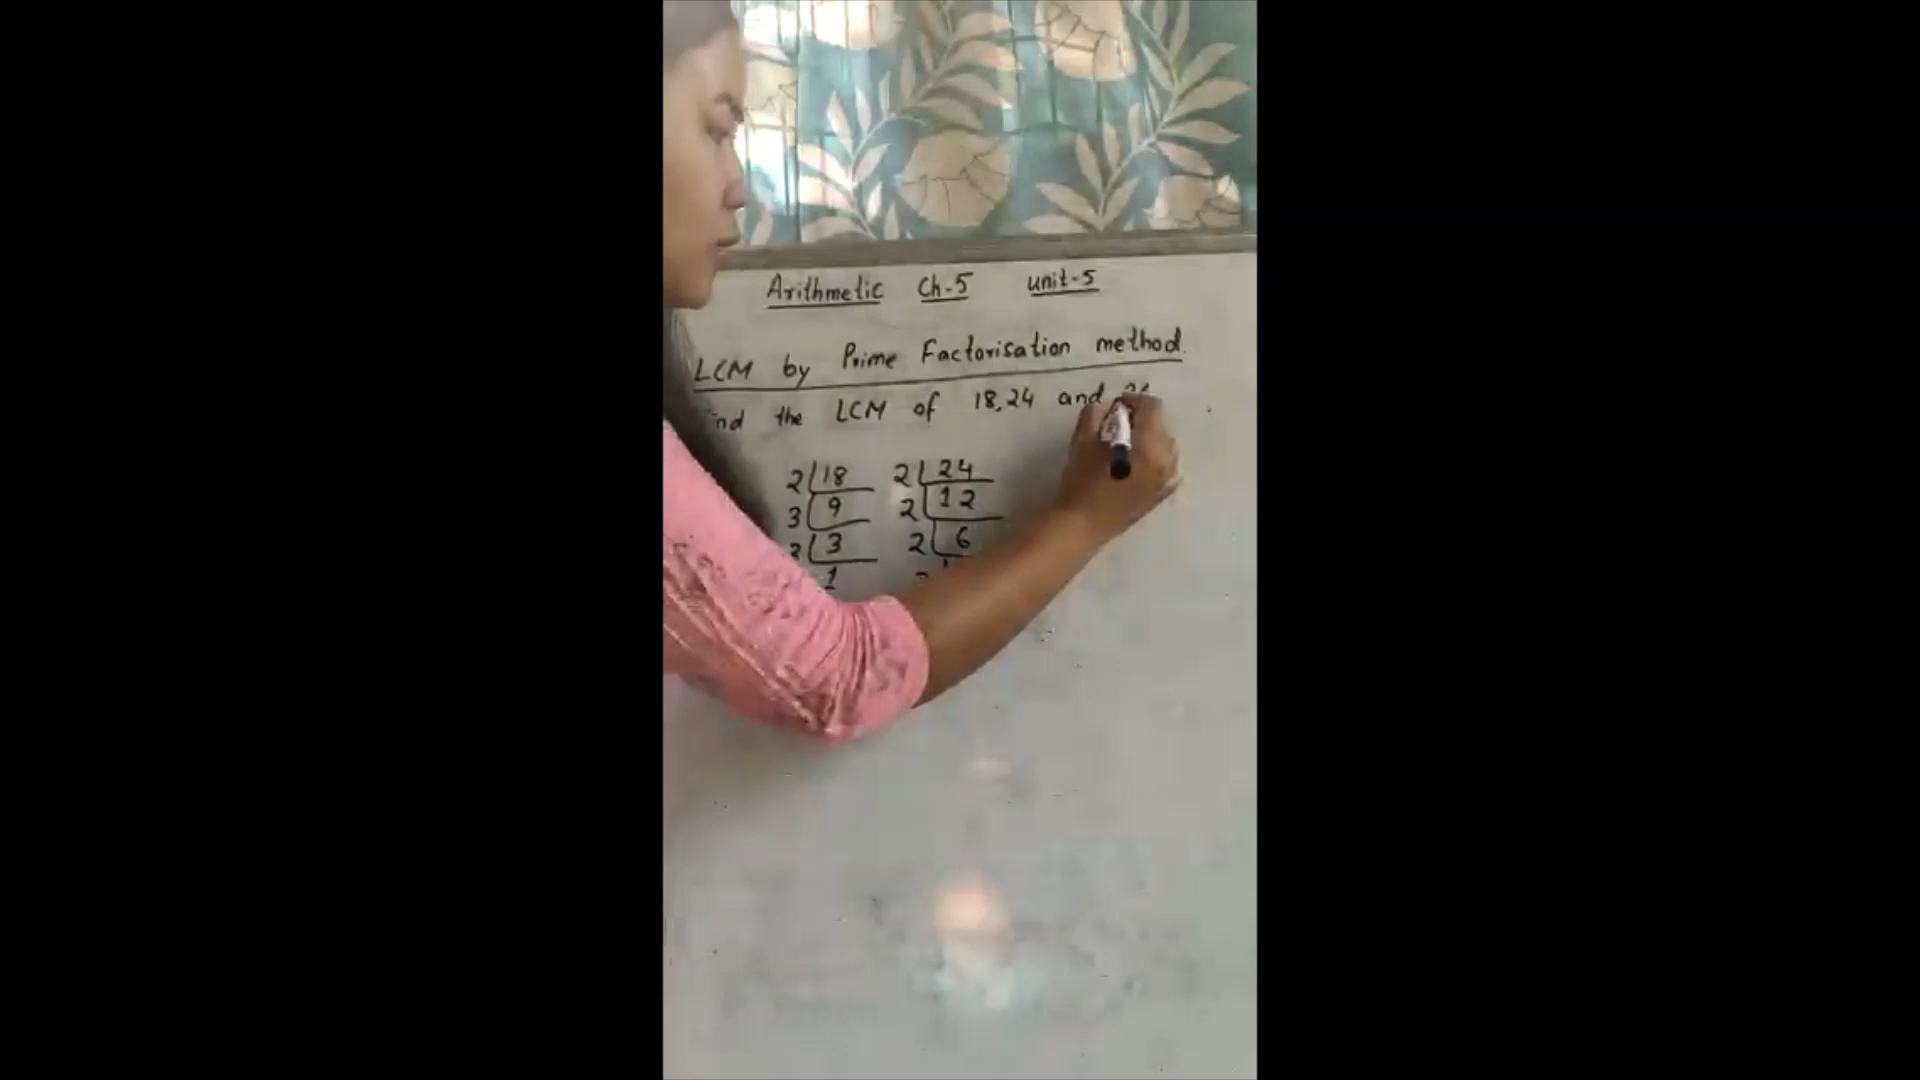 Arithmetic Ch-5 unit-5
LCM by Prime Factorisation method.
the LCM of 18,24 and
2 18 2 24
3 9 2 12
3 3 2 6
1